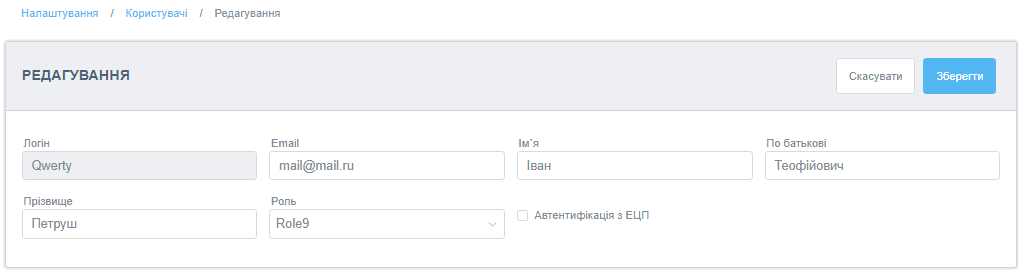 Налаштування / Користувачі / Редагування
РЕДАГУВАННЯ
Скасувати
Зберегти
Логін
Email
Ім`я
По батькові
Qwerty
mail@mail.ru
Іван
Теофійович
Прізвище
Роль
Петруш
Role9
Автентифікація з ЕЦП